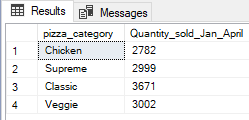 Results Messages
pizza_category Quantity_sold_Jan_April
1 Chicken 2782
2 Supreme 2999
3 Classic 3671
4 Veggie 3002